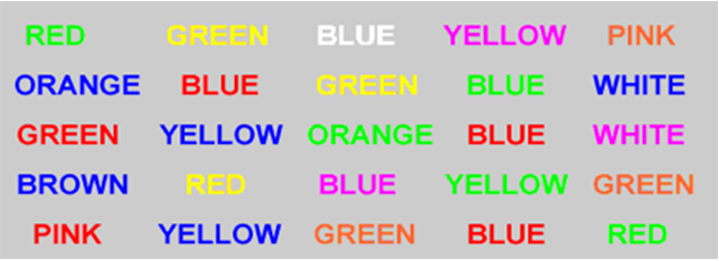 RED GREEN BLUE YELLOW PINK
ORANGE BLUE GREEN BLUE WHITE
GREEN YELLOW ORANGE BLUE WHITE
BROWN RED BLUE YELLOW GREEN
PINK YELLOW GREEN BLUE RED